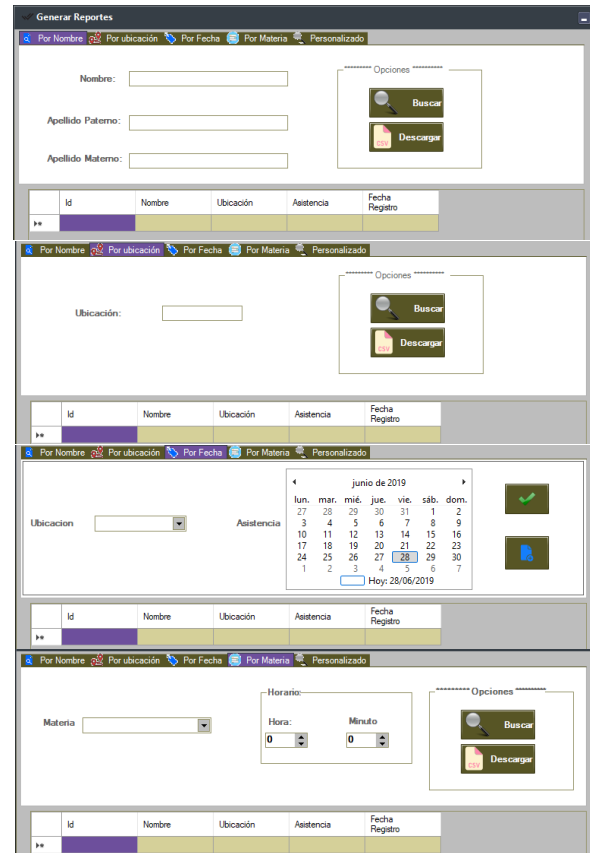 Generar Reportes
Por Nombre Por ubicación Por Fecha Por Materia Personalizado
********* Opciones **********
Nombre:
Buscar
Apellido Paterno:
CSV Descargar
Apellido Materno:
Id Nombre Ubicación Asistencia Fecha
Registro
Por Nombre Por ubicación Por Fecha Por Materia Personalizado
********* Opciones **********
Ubicación:
Buscar
CSV Descargar
Id Nombre Ubicación Asistencia Fecha
Registro
Por Nombre Por ubicación Por Fecha Por Materia Personalizado
junio de 2019
lun. mar. mié. jue. vie. sáb. dom.
27 28 29 30 31 1 2
Ubicacion Asistencia 3 4 5 6 7 8 9
10 11 12 13 14 15 16
17 18 19 20 21 22 23
24 25 26 27 28 29 30
1 2 3 4 5 6 7
Hoy: 28/06/2019
Id Nombre Ubicación Asistencia Fecha
Registro
Por Nombre Por ubicación Por Fecha Por Materia Personalizado
Horario: ********* Opciones **********
Materia Hora: Minuto Buscar
0 0
CSV Descargar
Id Nombre Ubicación Asistencia Fecha
Registro